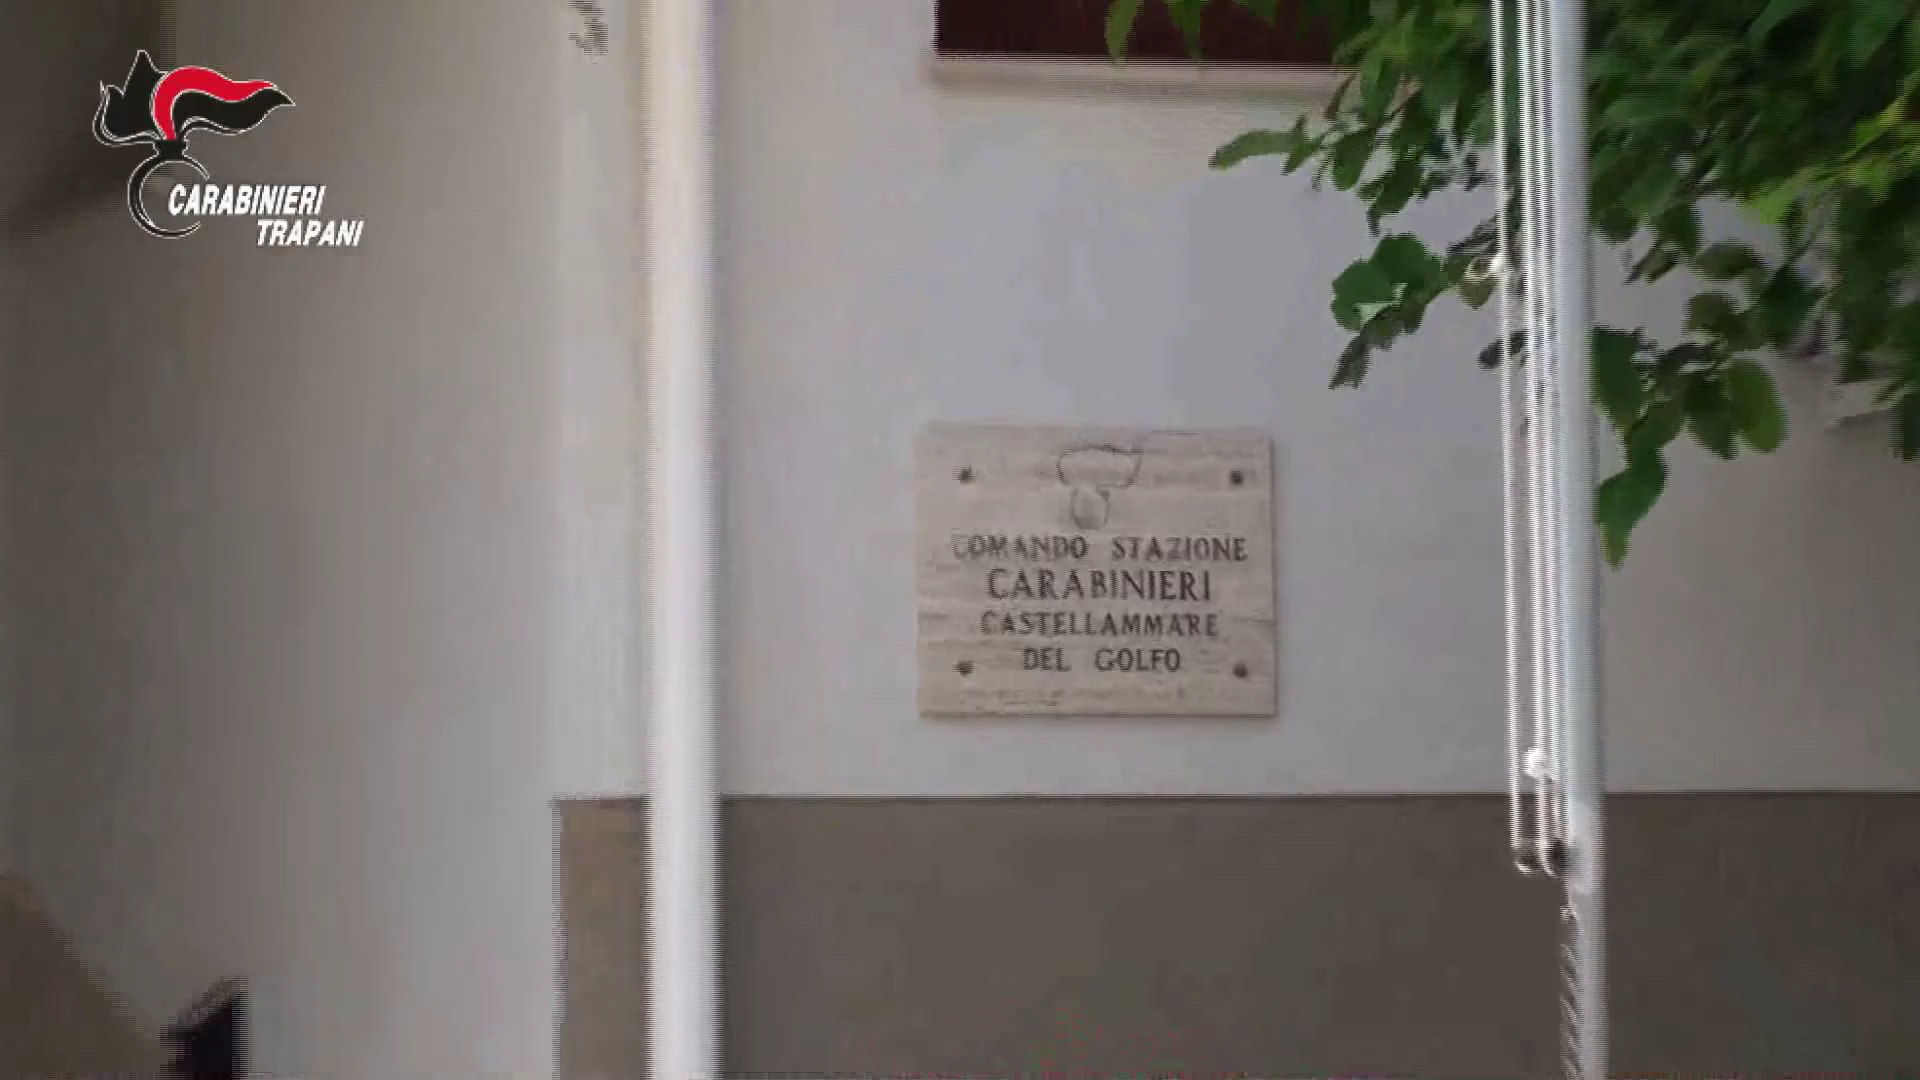 CARABINIERI
TRAPANI
COMANDO STAZIONE
CARABINIERI
CASTELLAMMARE
DEL GOLFO